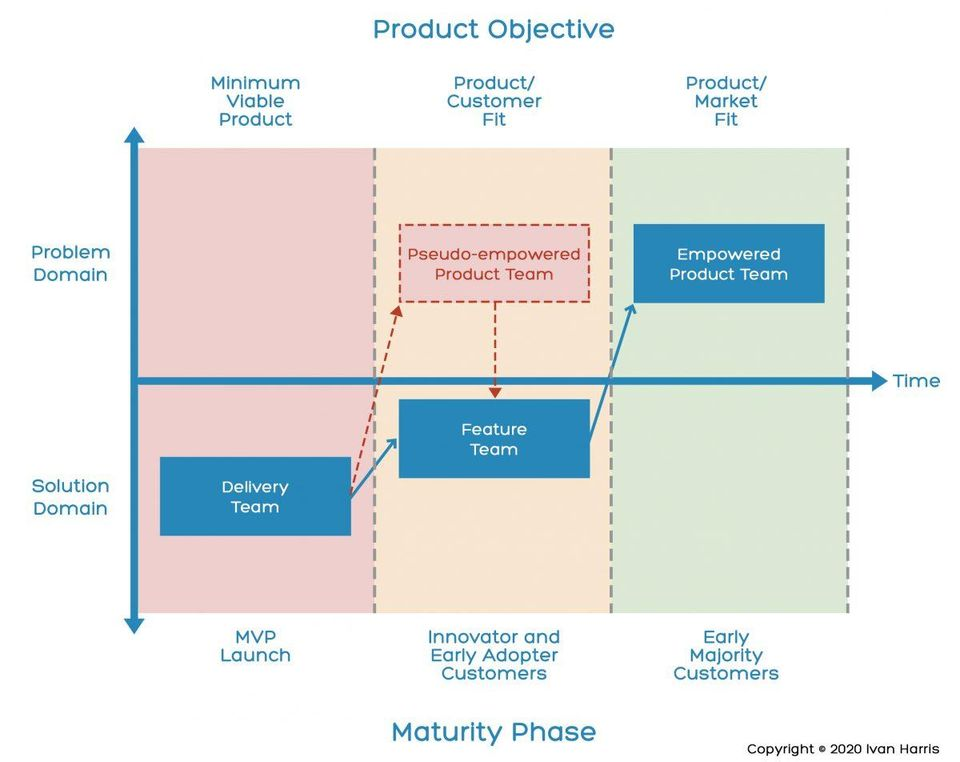 Product Objective
Minimum
Viable
Product
Product/
Customer
Fit
Product/
Market
Fit
Problem
Domain
Pseudo-empowered
Product Team
Empowered
Product Team
Time
Feature
Team
Solution
Domain
Delivery
Team
MVP
Launch
Innovator and
Early Adopter
Customers
Early
Majority
Customers
Maturity Phase
Copyright © 2020 Ivan Harris